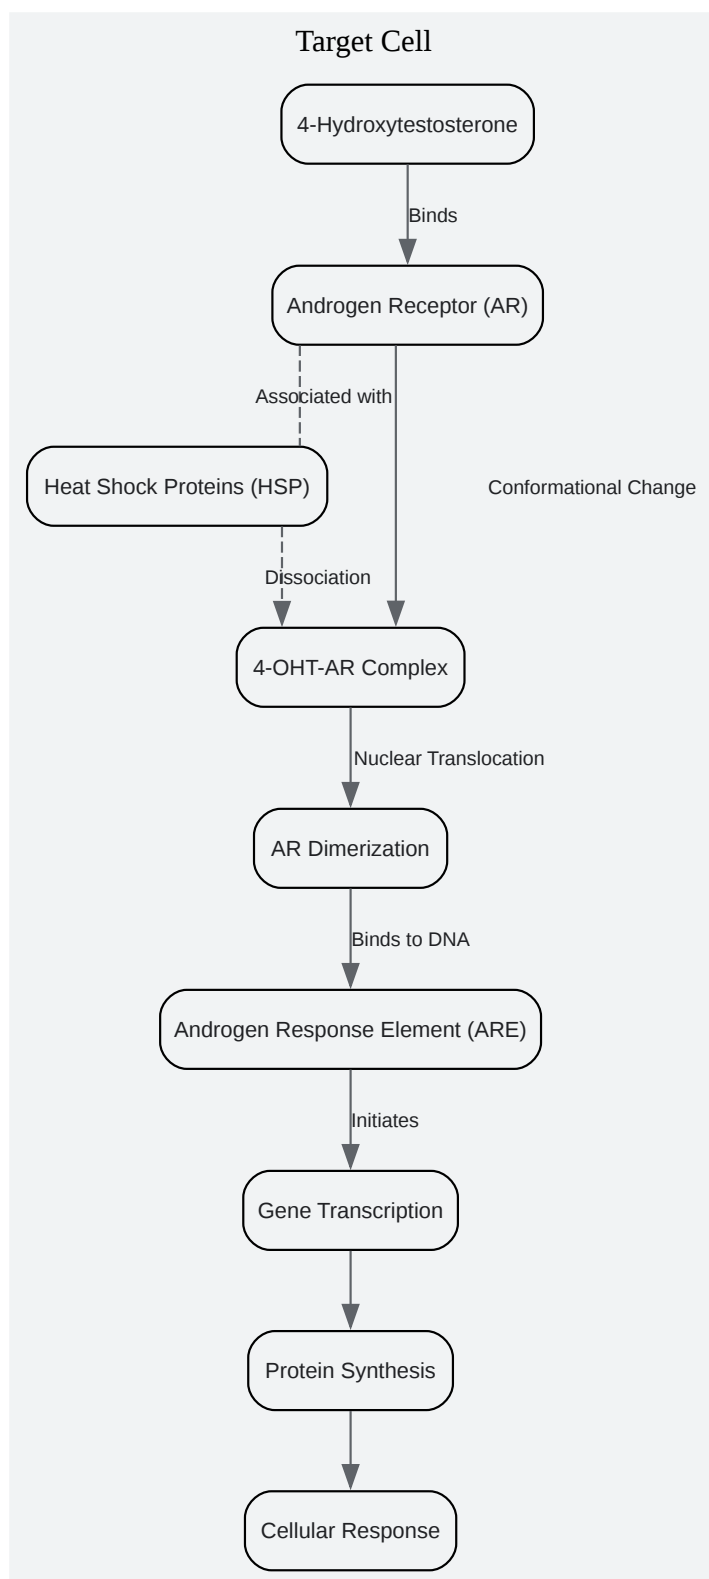 Target Cell
4-Hydroxytestosterone
Binds
Androgen Receptor (AR)
Associated with
Heat Shock Proteins (HSP)
Conformational Change
Dissociation
4-OHT-AR Complex
Nuclear Translocation
AR Dimerization
Binds to DNA
Androgen Response Element (ARE)
Initiates
Gene Transcription
Protein Synthesis
Cellular Response